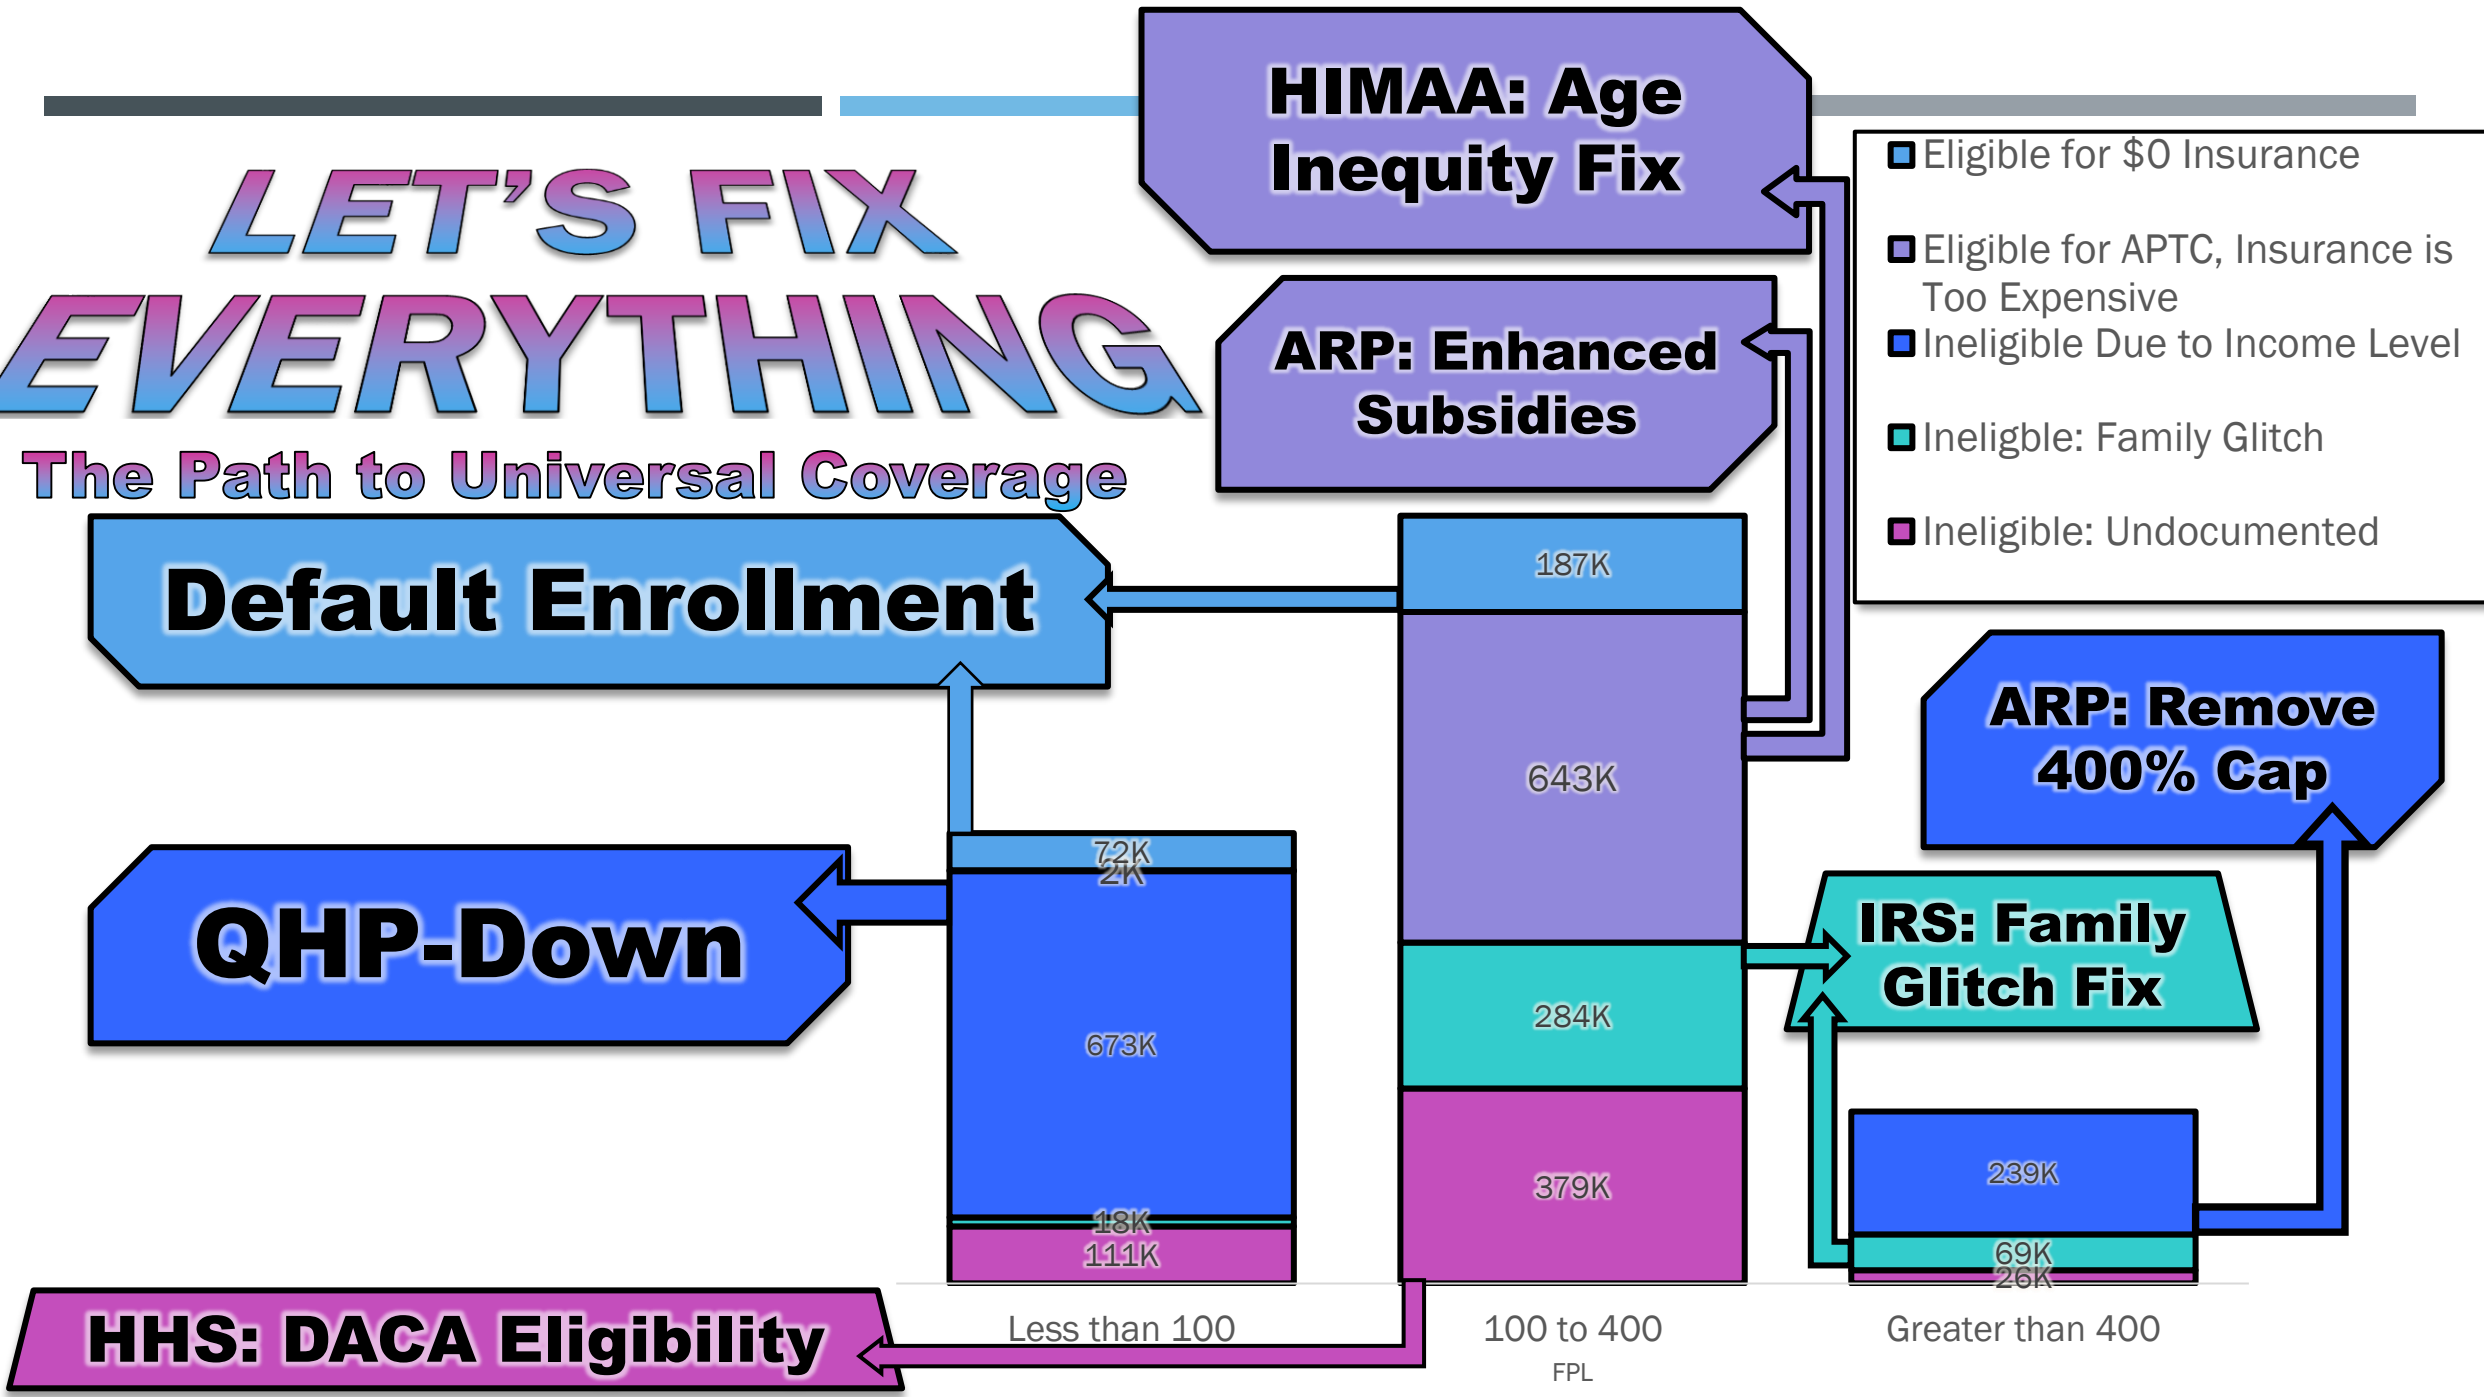 HIMAA: Age
Inequity Fix
LET'S FIX
EVERYTHING
The Path to Universal Coverage
Eligible for $0 Insurance
Eligible for APTC, Insurance is
Too Expensive
Ineligible Due to Income Level
Ineligble: Family Glitch
Ineligible: Undocumented
ARP: Enhanced
Subsidies
Default Enrollment
187K
ARP: Remove
400% Cap
643K
72K
2K
QHP-Down
IRS: Family
Glitch Fix
673K
284K
379K
239K
18K
111K
69K
26K
HHS: DACA Eligibility
Less than 100
100 to 400
Greater than 400
FPL